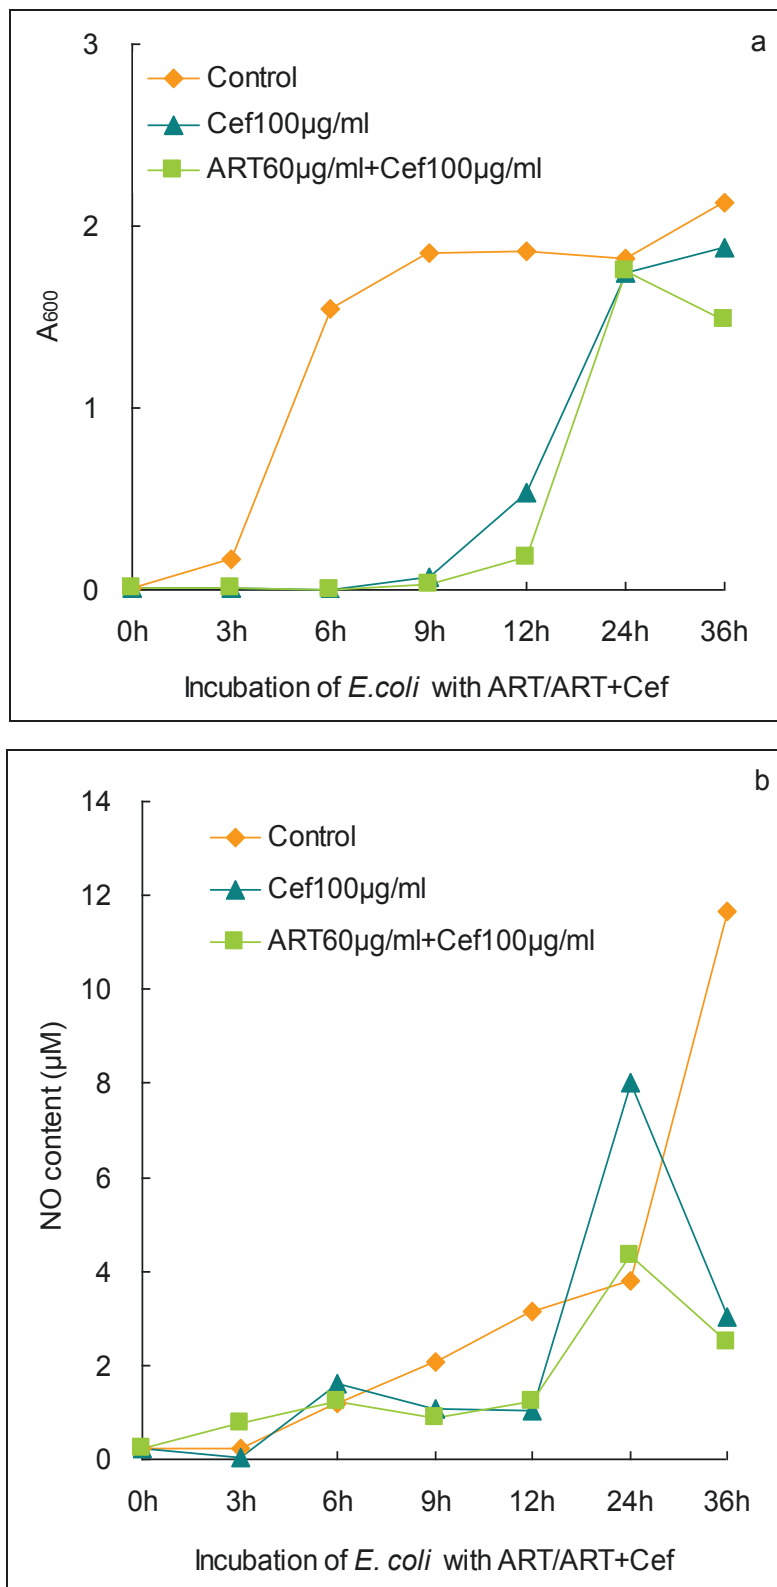 a
3
Control
Cef100µg/ml
ART60µg/ml+Cef100µg/ml
2
A600
1
0
0h 3h 6h 9h 12h 24h 36h
Incubation of E.coli with ART/ART+Cef
b
14
Control
12
Cef100µg/ml
ART60µg/ml+Cef100µg/ml
10
NO content (µM)
8
6
4
2
0
0h 3h 6h 9h 12h 24h 36h
Incubation of E. coli with ART/ART+Cef